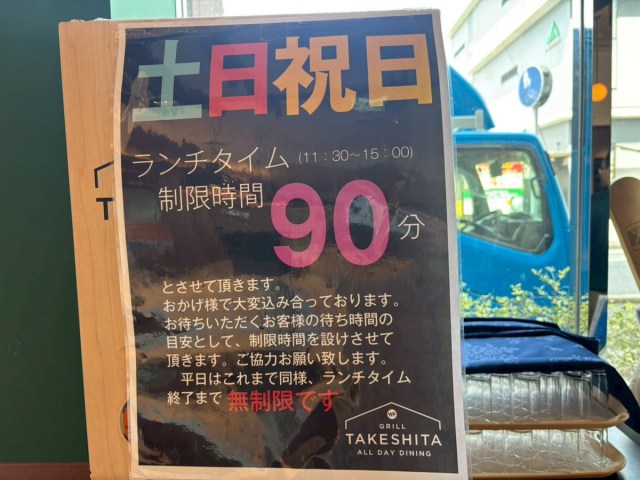 土日祝日
ランチタイム (11:30〜15:00)
制限時間 90分
とさせて頂きます。
おかげ様で大変込み合っております。
お待ちいただくお客様の待ち時間の
目安として、制限時間を設けさせて
頂きます。ご協力お願い致します。
平日はこれまで同様、ランチタイム
終了まで 無制限です
GRILL
TAKESHITA
ALL DAY DINING